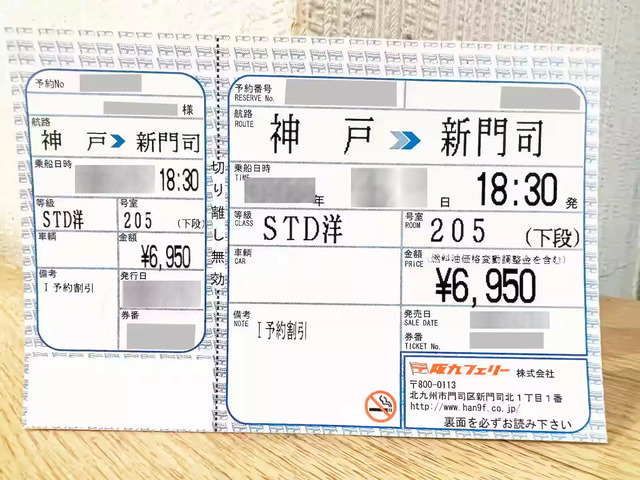 予約No
様
航路
神 戸 新門司
乗船日時
18:30
等級
STD洋
号室
205 (下段)
車輌
金額
¥6,950
備考
I予約割引
発行日
券番
切り離し無効
予約番号
RESERVE No.
航路
ROUTE
神 戸 新門司
乗船日時
TIME
年 日 18:30 発
等級
CLASS
STD洋
号室
ROOM
205 (下段)
車輌
CAR
金額 (燃料油価格変動調整金を含む)
PRICE
¥6,950
備考
NOTE
I予約割引
発売日
SALE DATE
券番
TICKET No.
阪九フェリー 株式会社
〒800-0113
北九州市門司区新門司北1丁目1番
http://www.han9f.co.jp/
裏面を必ずお読み下さい